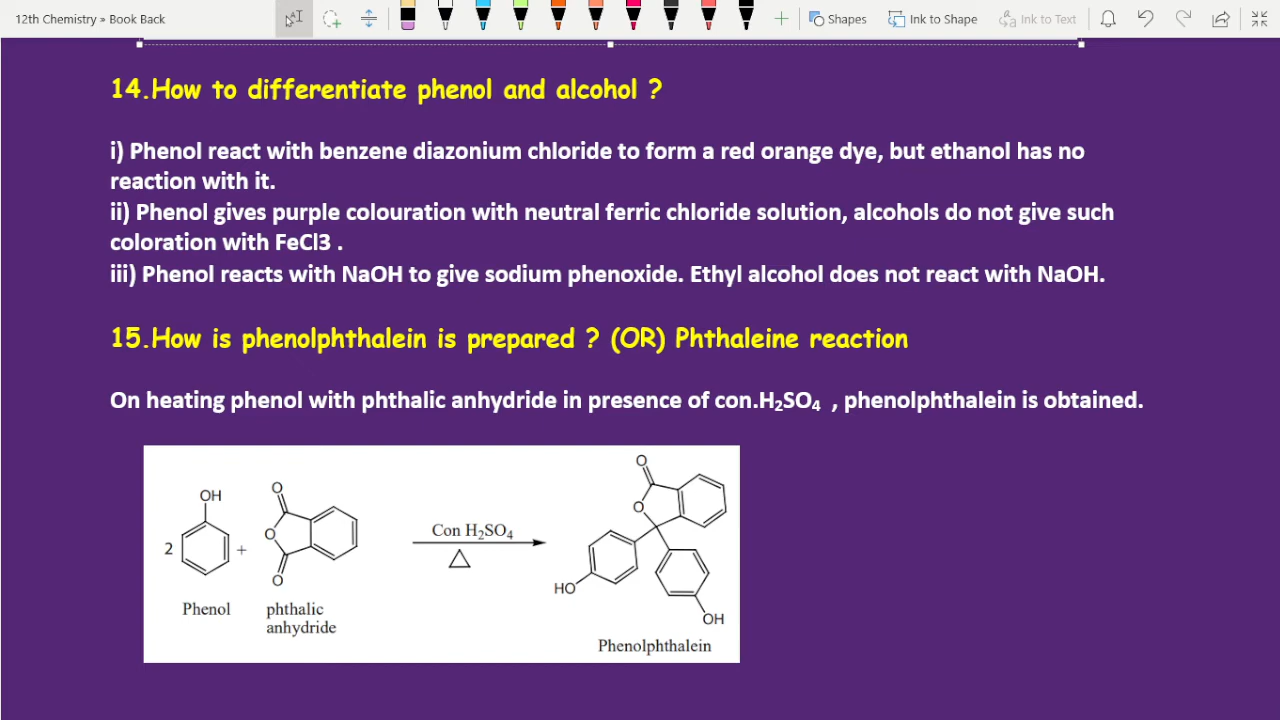 12th Chemistry » Book Back
Shapes
Ink to Shape
Ink to Text
14.How to differentiate phenol and alcohol ?
i) Phenol react with benzene diazonium chloride to form a red orange dye, but ethanol has no
reaction with it.
ii) Phenol gives purple colouration with neutral ferric chloride solution, alcohols do not give such
coloration with FeCl3 .
iii) Phenol reacts with NaOH to give sodium phenoxide. Ethyl alcohol does not react with NaOH.
15.How is phenolphthalein is prepared ? (OR) Phthaleine reaction
On heating phenol with phthalic anhydride in presence of con.H₂SO₄ , phenolphthalein is obtained.
OH
2
+
O
O
O
Con H₂SO₄
△
O
O
HO
OH
Phenol
phthalic
anhydride
Phenolphthalein